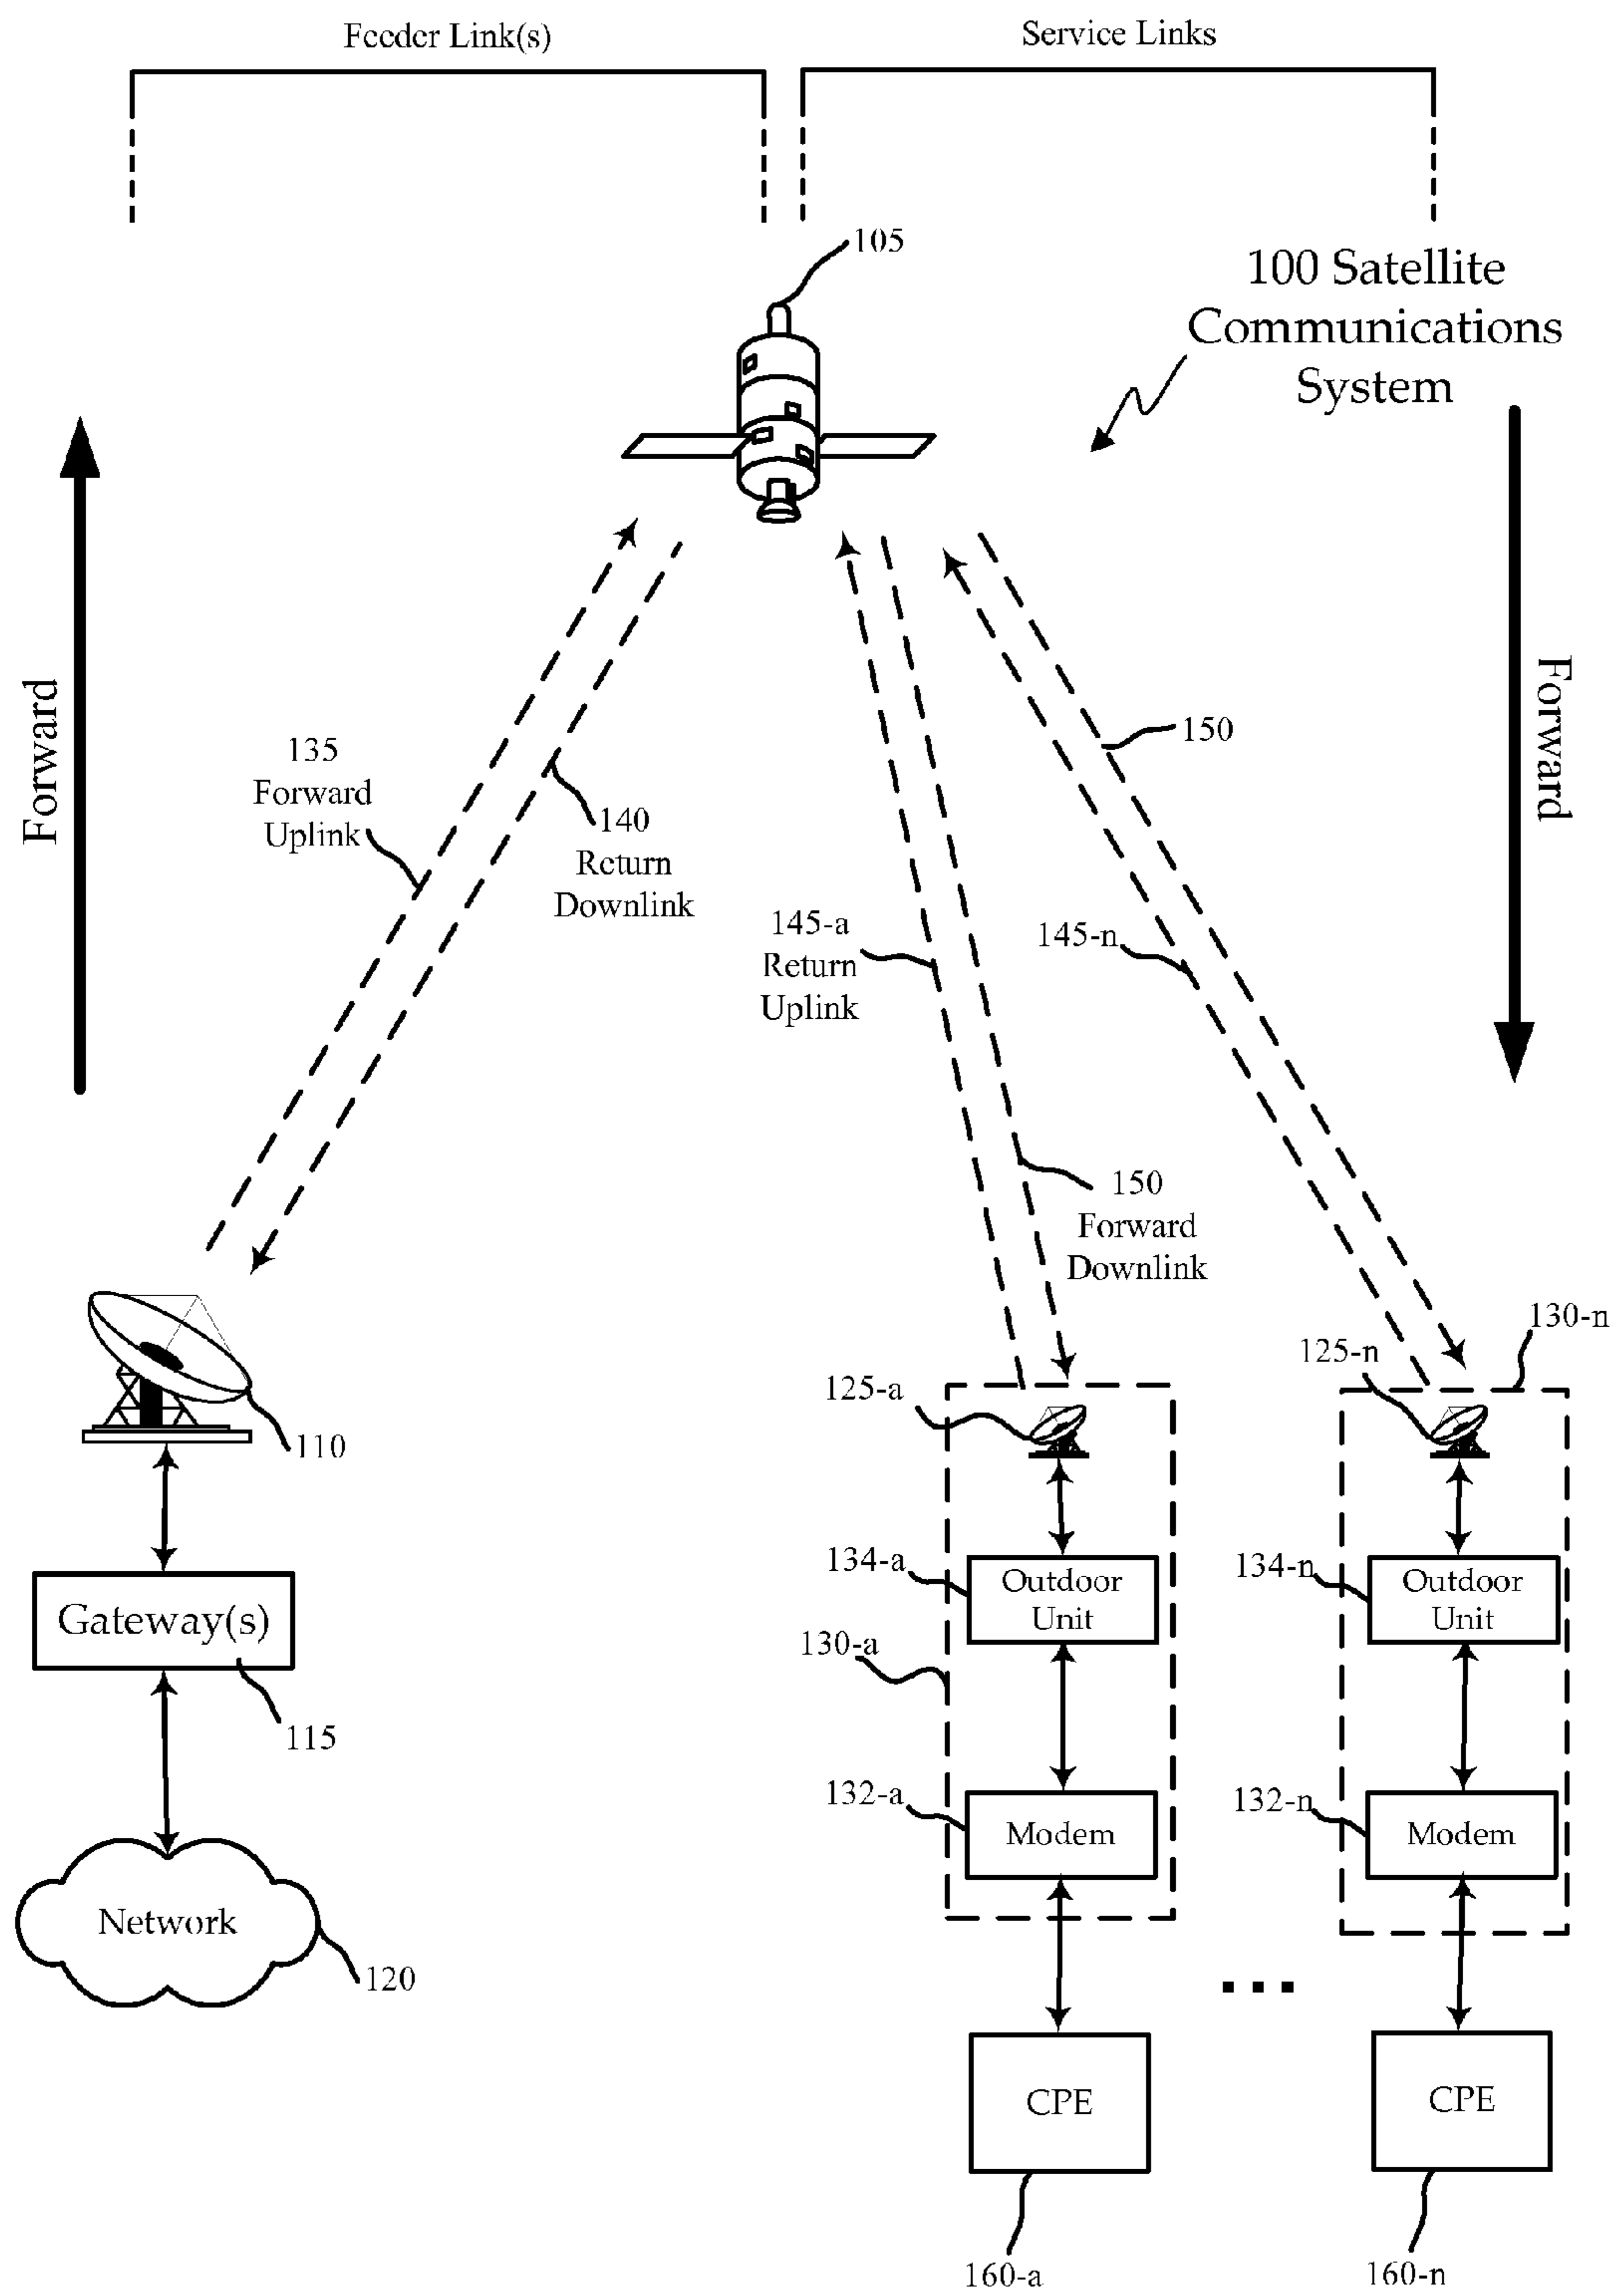 Feeder Link(s)
Service Links
105
100 Satellite
Communications
System
Forward
Forward
135
Forward
Uplink
140
Return
Downlink
150
145-a
Return
Uplink
145-n
150
Forward
Downlink
130-n
125-n
125-a
110
134-a
Outdoor
Unit
134-n
Outdoor
Unit
Gateway(s)
130-a
115
132-a
Modem
132-n
Modem
Network
120
...
CPE
CPE
160-a
160-n